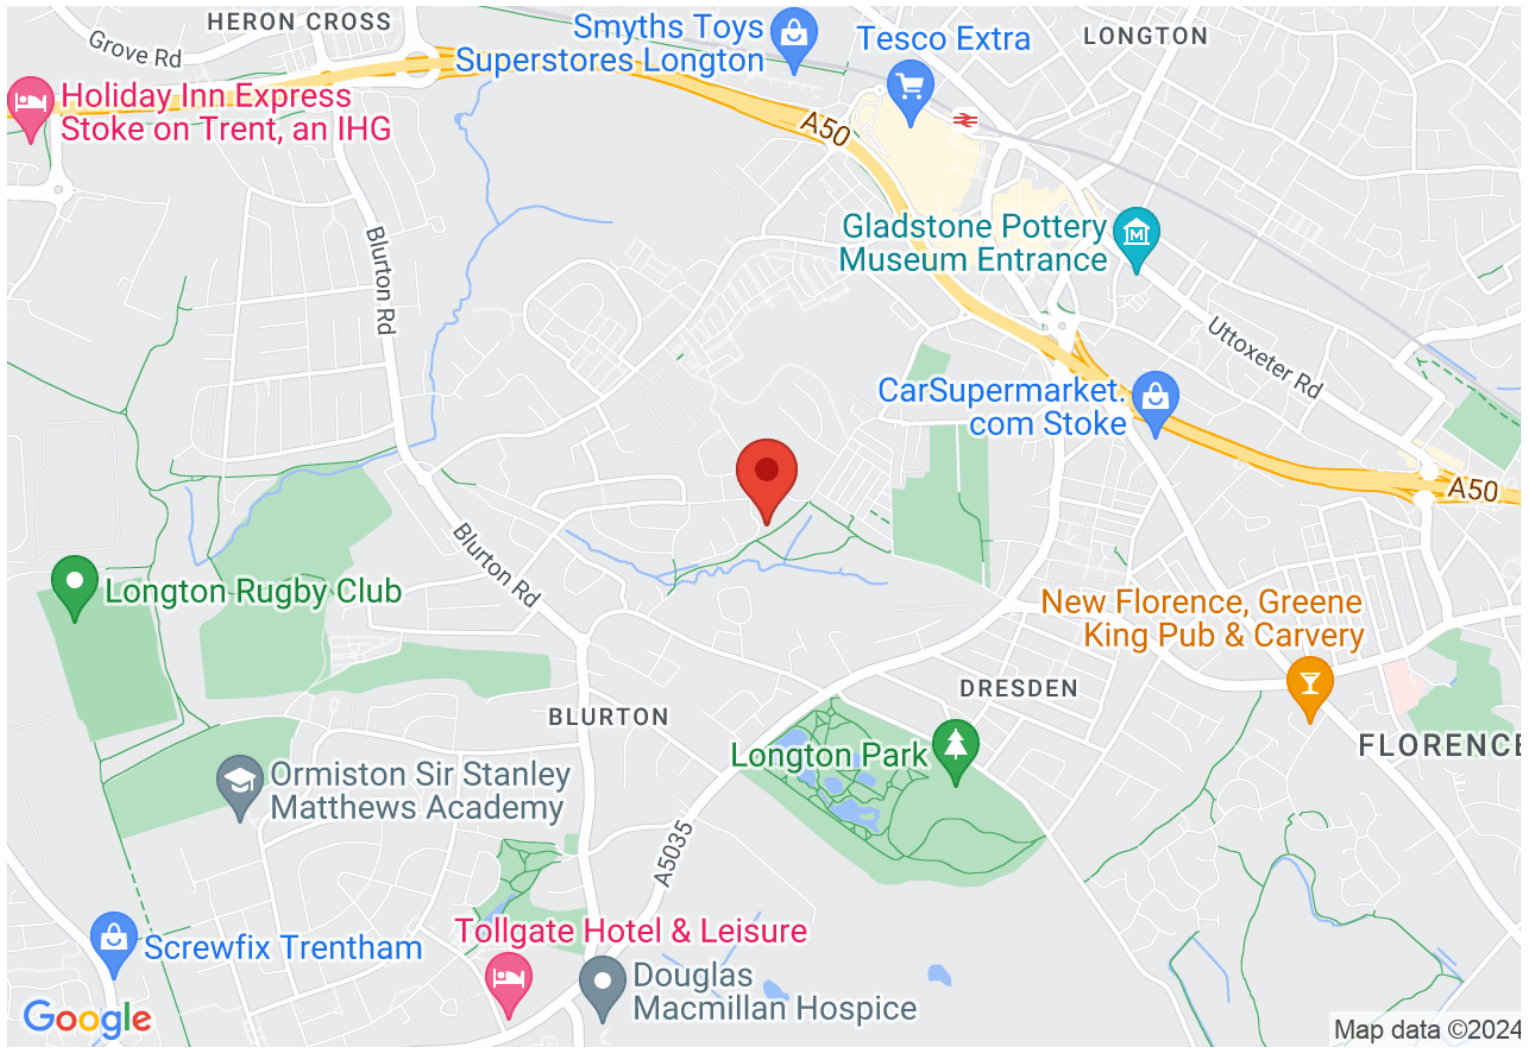 HERON CROSS
Grove Rd
Smyths Toys
Superstores Longton
Tesco Extra
LONGTON
Holiday Inn Express
Stoke on Trent, an IHG
A50
Gladstone Pottery
Museum Entrance
Blurton Rd
Uttoxeter Rd
CarSupermarket.
com Stoke
A50
Blurton Rd
Longton Rugby Club
New Florence, Greene
King Pub & Carvery
DRESDEN
BLURTON
Longton Park
FLORENCE
Ormiston Sir Stanley
Matthews Academy
A5035
Tollgate Hotel & Leisure
Screwfix Trentham
Douglas
Macmillan Hospice
Google
Map data ©2024